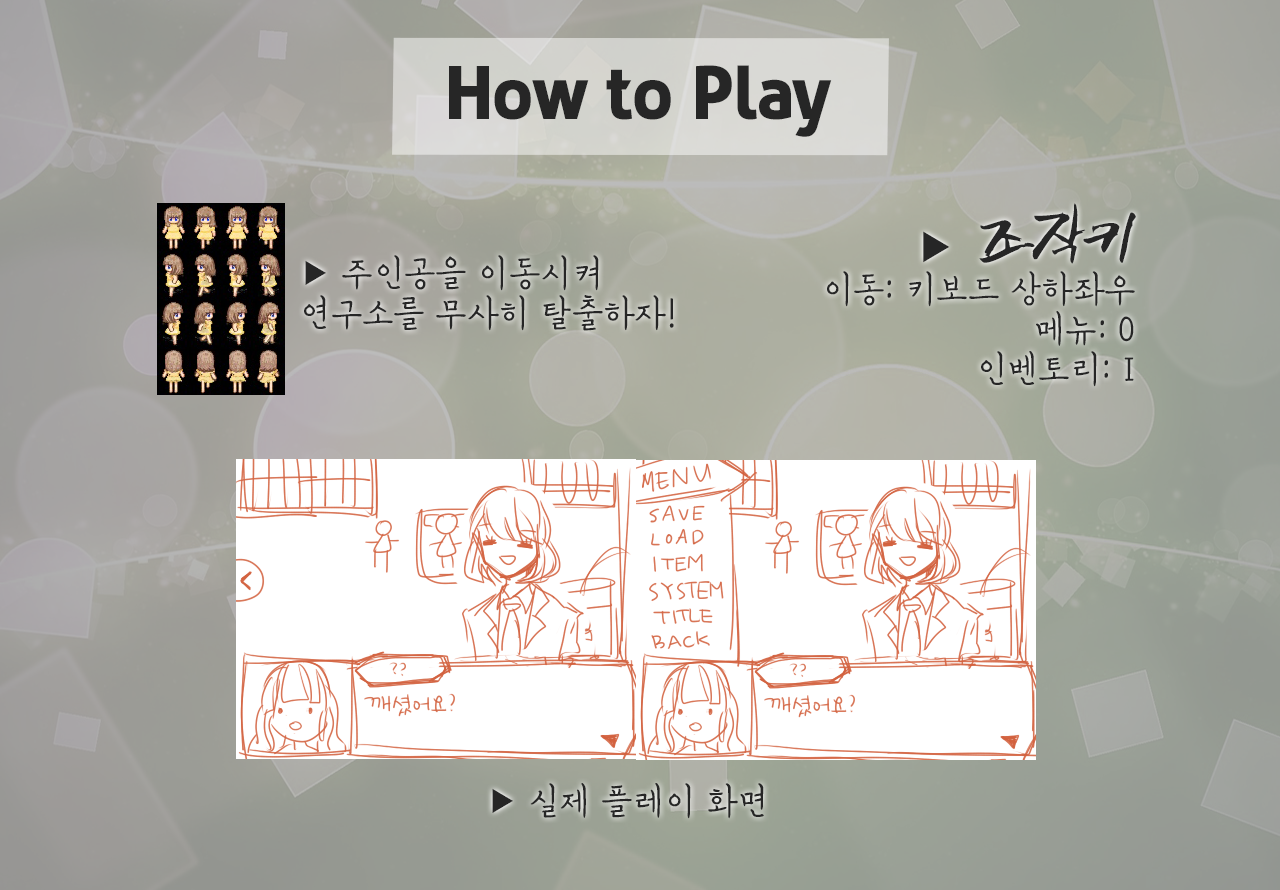 How to Play
▶ 주인공을 이동시켜
연구소를 무사히 탈출하자!
▶ 조작키
이동: 키보드 상하좌우
메뉴: O
인벤토리: I
??
깨셨어요?
MENU
SAVE
LOAD
ITEM
SYSTEM
TITLE
BACK
??
깨셨어요?
▶ 실제 플레이 화면